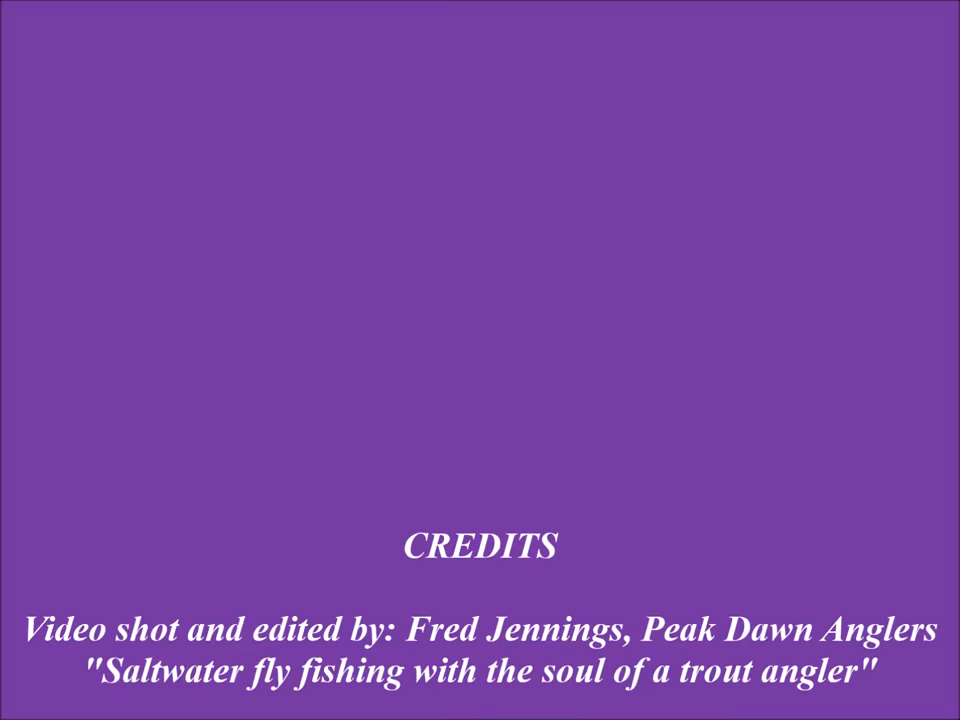 CREDITS
Video shot and edited by: Fred Jennings, Peak Dawn Anglers
"Saltwater fly fishing with the soul of a trout angler"